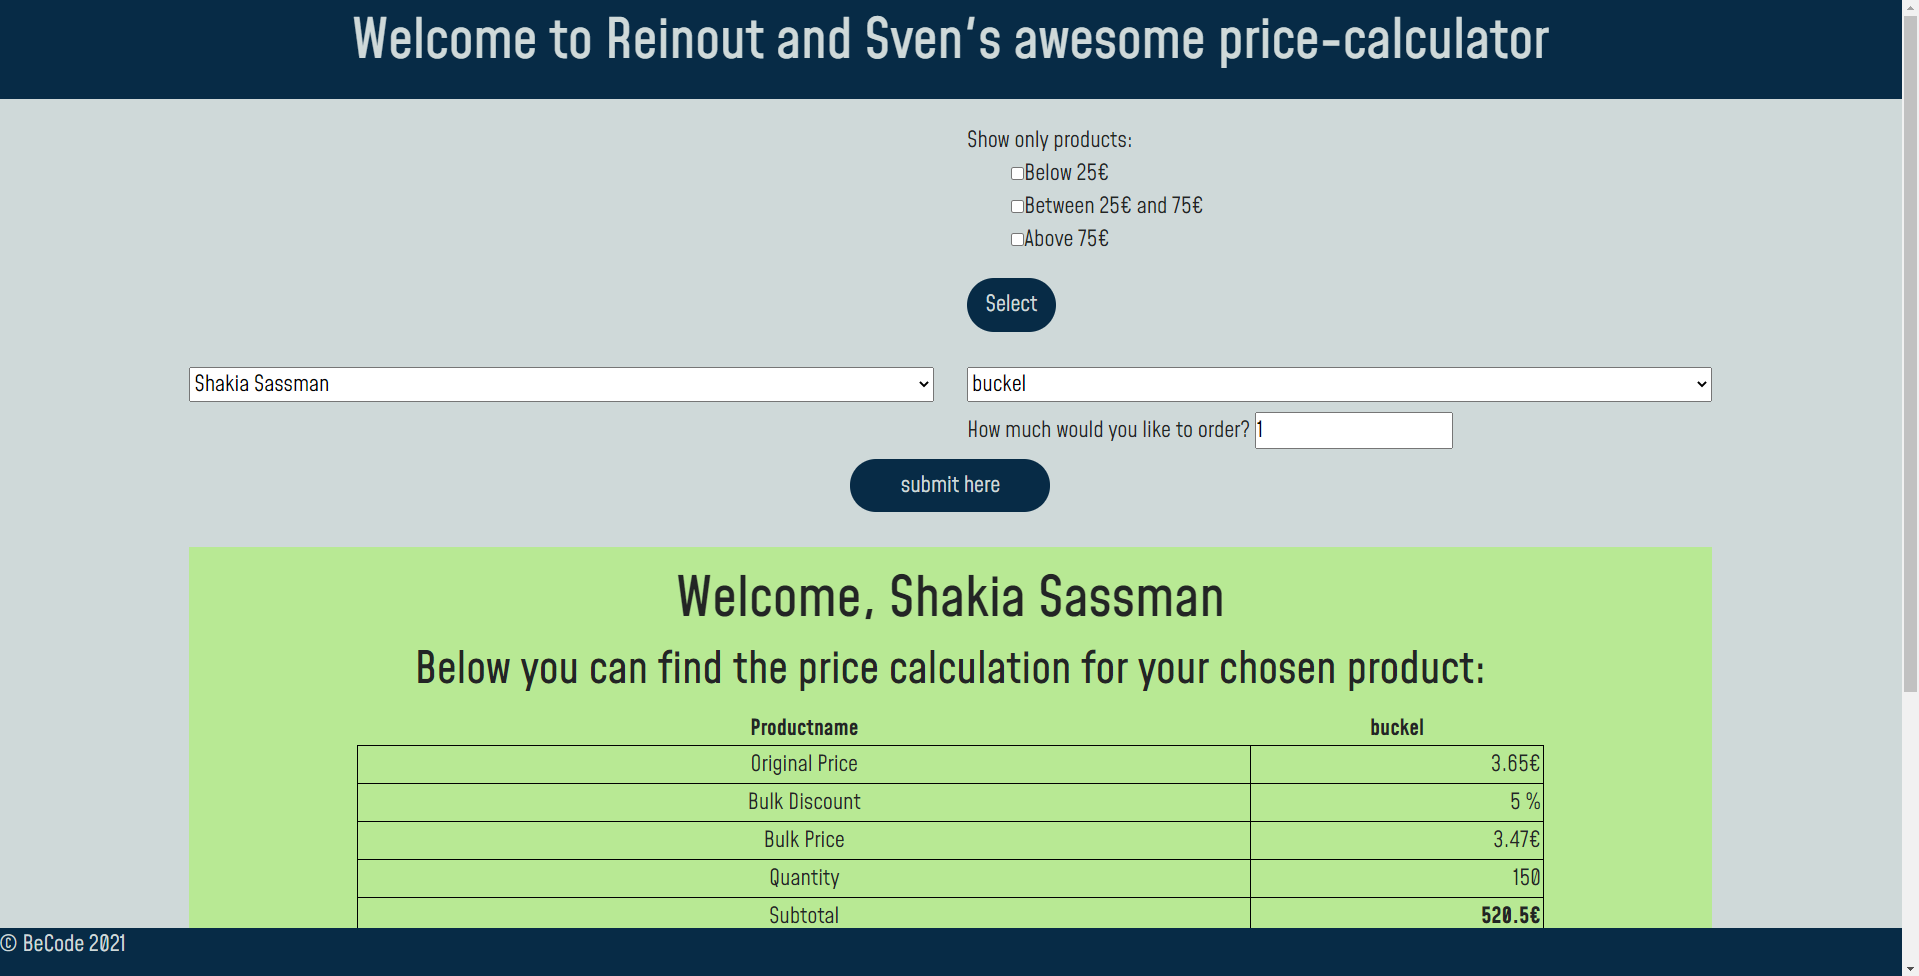 Welcome to Reinout and Sven's awesome price-calculator
Show only products:
Below 25€
Between 25€ and 75€
Above 75€
Select
Shakia Sassman
buckel
How much would you like to order? 1
submit here
Welcome, Shakia Sassman
Below you can find the price calculation for your chosen product:
Productname buckel
Original Price 3.65€
Bulk Discount 5 %
Bulk Price 3.47€
Quantity 150
Subtotal 520.5€
© BeCode 2021